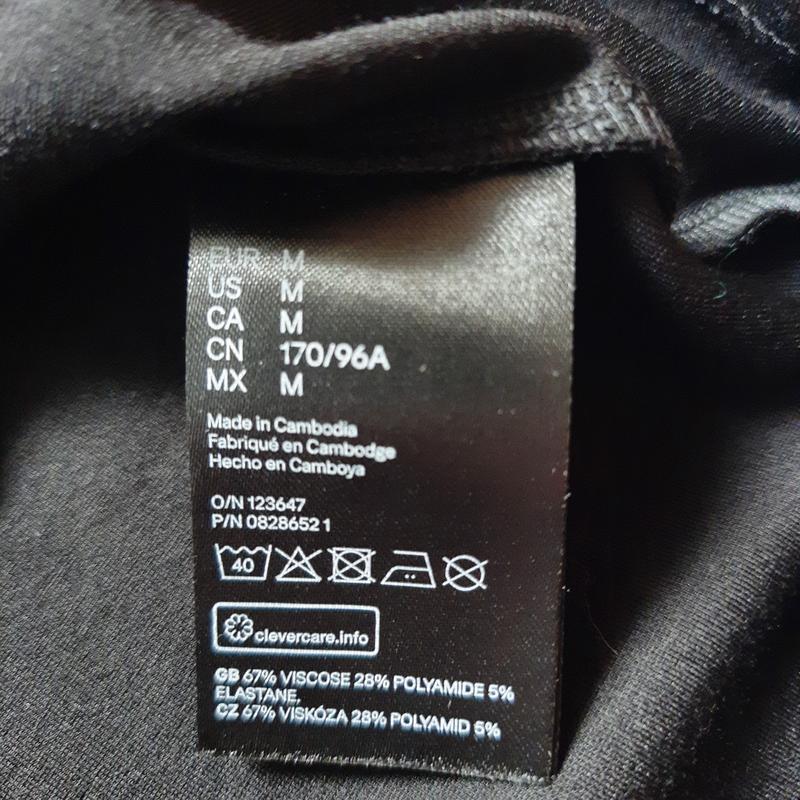 EUR M
US M
CA M
CN 170/96A
MX M
Made in Cambodia
Fabriqué en Cambodge
Hecho en Camboya
O/N 123647
P/N 08286521
40
clevercare.info
GB 67% VISCOSE 28% POLYAMIDE 5%
ELASTANE,
CZ 67% VISKÓZA 28% POLYAMID 5%